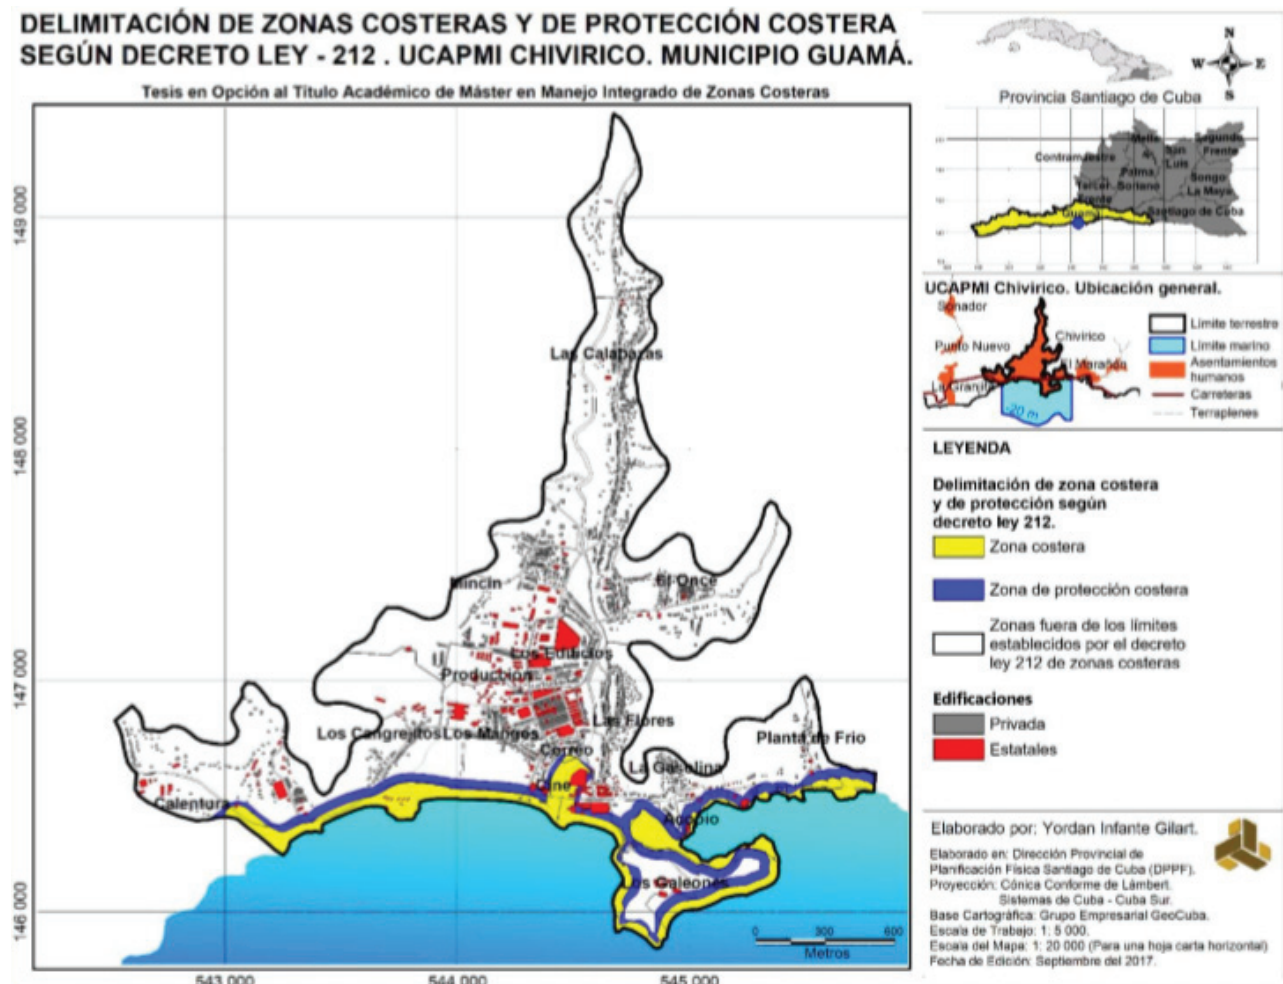 DELIMITACIÓN DE ZONAS COSTERAS Y DE PROTECCIÓN COSTERA
SEGÚN DECRETO LEY - 212 . UCAPMI CHIVIRICO. MUNICIPIO GUAMÁ.
Tesis en Opción al Título Académico de Máster en Manejo Integrado de Zonas Costeras
149 000
148 000
147 000
146 000
543 000
544 000
545 000
Las Calabazas
Mincin
El Once
Los Edificios
Producción
Los Cangrejitos
Los Mangos
Las Flores
Correo
Planta de Frio
La Gasolina
Cine
Calentura
Acopio
Los Galeones
0 300 600
Metros
N
W E
S
Provincia Santiago de Cuba
Mella
Segundo
Frente
San
Luis
Contramaestre
Palma
Soriano
Songo
La Maya
Tercer
Frente
Guamá
Santiago de Cuba
UCAPMI Chivirico. Ubicación general.
Sonador
Chivirico
Punto Nuevo
El Marañón
La Granjita
-20 m
Límite terrestre
Límite marino
Asentamientos
humanos
Carreteras
Terraplenes
LEYENDA
Delimitación de zona costera
y de protección según
decreto ley 212.
Zona costera
Zona de protección costera
Zonas fuera de los límites
establecidos por el decreto
ley 212 de zonas costeras
Edificaciones
Privada
Estatales
Elaborado por: Yordan Infante Gilart.
Elaborado en: Dirección Provincial de
Planificación Física Santiago de Cuba (DPPF).
Proyección: Cónica Conforme de Lámbert.
Sistemas de Cuba - Cuba Sur.
Base Cartográfica: Grupo Empresarial GeoCuba.
Escala de Trabajo: 1: 5 000.
Escala del Mapa: 1: 20 000 (Para una hoja carta horizontal)
Fecha de Edición: Septiembre del 2017.